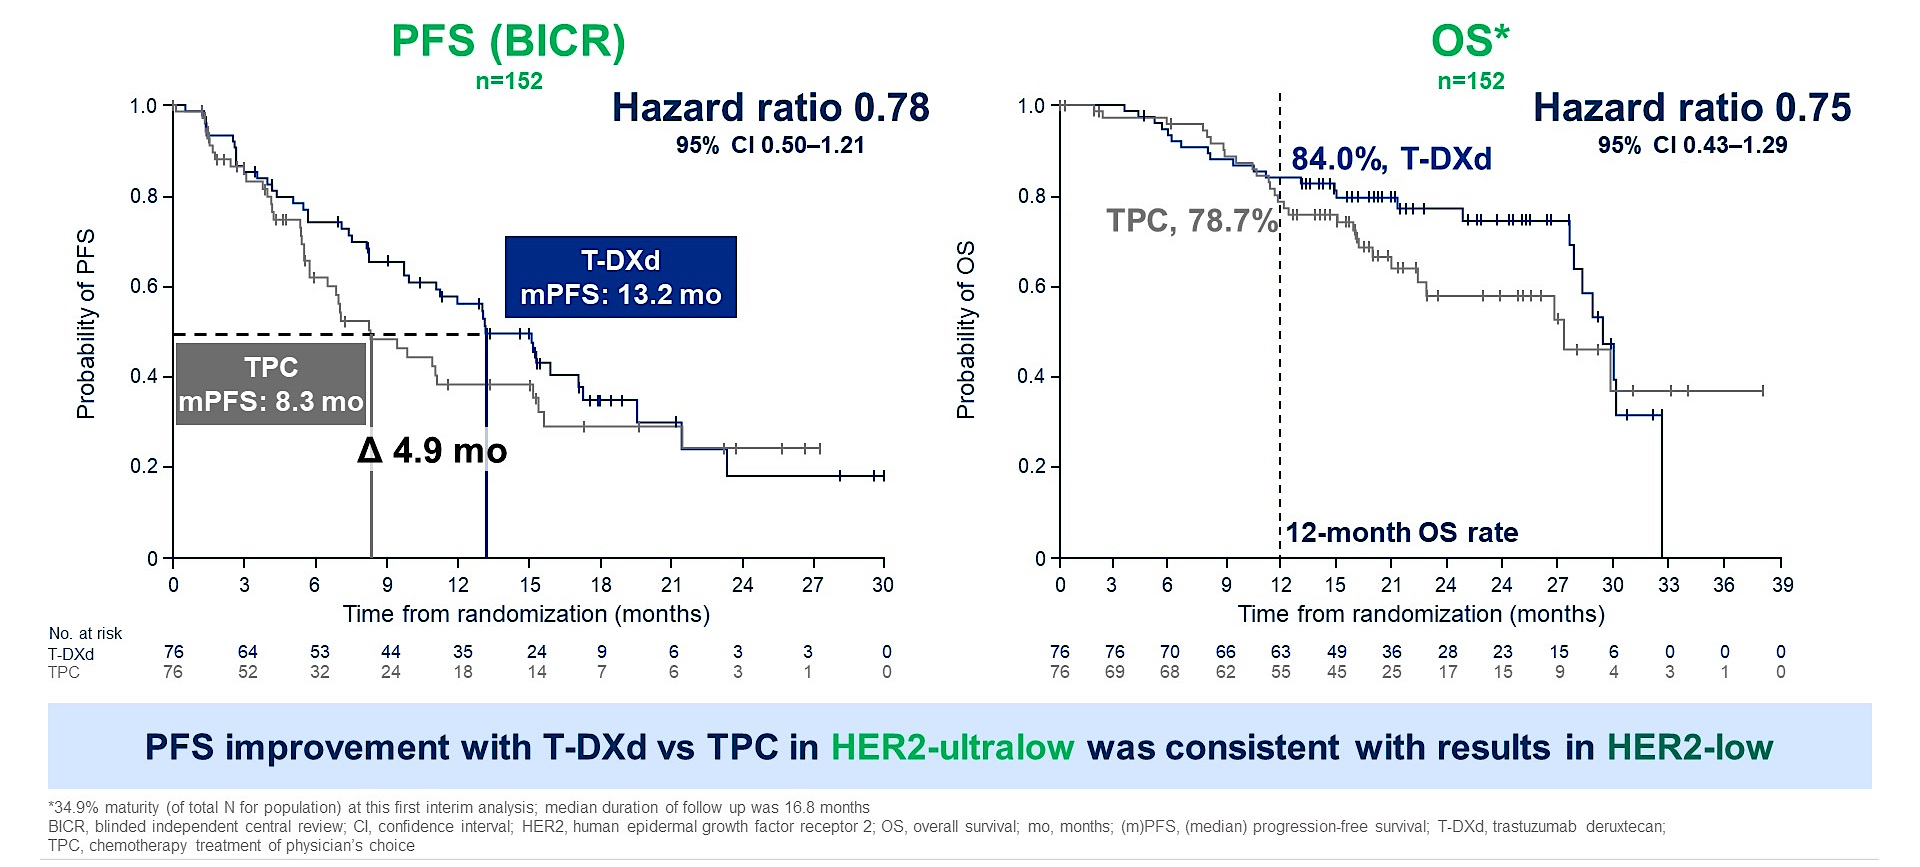 PFS (BICR)
n=152
Hazard ratio 0.78
95% CI 0.50–1.21
1.0
0.8
0.6
0.4
0.2
0
Probability of PFS
T-DXd
mPFS: 13.2 mo
TPC
mPFS: 8.3 mo
Δ 4.9 mo
0 3 6 9 12 15 18 21 24 27 30
Time from randomization (months)
OS*
n=152
Hazard ratio 0.75
95% CI 0.43–1.29
1.0
0.8
0.6
0.4
0.2
0
Probability of OS
84.0%, T-DXd
TPC, 78.7%
12-month OS rate
0 3 6 9 12 15 21 24 24 27 30 33 36 39
Time from randomization (months)
No. at risk
T-DXd 76 64 53 44 35 24 9 6 3 3 0
TPC 76 52 32 24 18 14 7 6 3 1 0
76 76 70 66 63 49 36 28 23 15 6 0 0 0
76 69 68 62 55 45 25 17 15 9 4 3 1 0
PFS improvement with T-DXd vs TPC in HER2-ultralow was consistent with results in HER2-low
*34.9% maturity (of total N for population) at this first interim analysis; median duration of follow up was 16.8 months
BICR, blinded independent central review; CI, confidence interval; HER2, human epidermal growth factor receptor 2; OS, overall survival; mo, months; (m)PFS, (median) progression-free survival; T-DXd, trastuzumab deruxtecan;
TPC, chemotherapy treatment of physician's choice